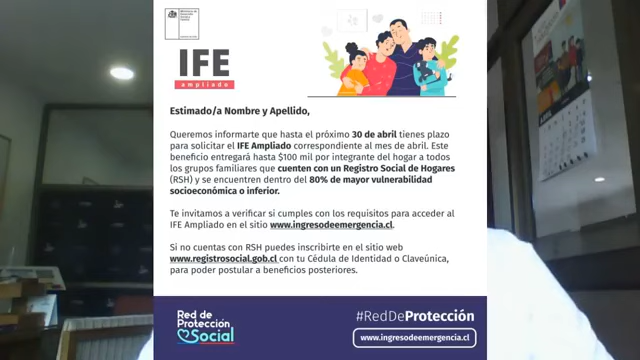 IFE
ampliado
Estimado/a Nombre y Apellido,
Queremos informarte que hasta el próximo 30 de abril tienes plazo
para solicitar el IFE Ampliado correspondiente al mes de abril. Este
beneficio entregará hasta $100 mil por integrante del hogar a todos
los grupos familiares que cuenten con un Registro Social de Hogares
(RSH) y se encuentren dentro del 80% de mayor vulnerabilidad
socioeconómica o inferior.
Te invitamos a verificar si cumples con los requisitos para acceder al
IFE Ampliado en el sitio www.ingresodeemergencia.cl.
Si no cuentas con RSH puedes inscribirte en el sitio web
www.registrosocial.gob.cl con tu Cédula de Identidad o Claveúnica,
para poder postular a beneficios posteriores.
Red de
Protección
Social
#RedDeProtección
www.ingresodeemergencia.cl